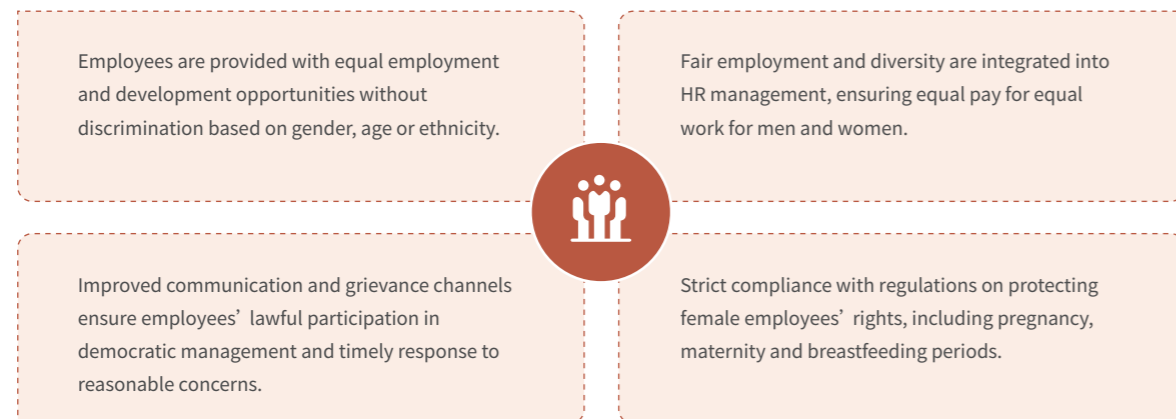 Employees are provided with equal employment
and development opportunities without
discrimination based on gender, age or ethnicity.
Fair employment and diversity are integrated into
HR management, ensuring equal pay for equal
work for men and women.
Improved communication and grievance channels
ensure employees’ lawful participation in
democratic management and timely response to
reasonable concerns.
Strict compliance with regulations on protecting
female employees’ rights, including pregnancy,
maternity and breastfeeding periods.